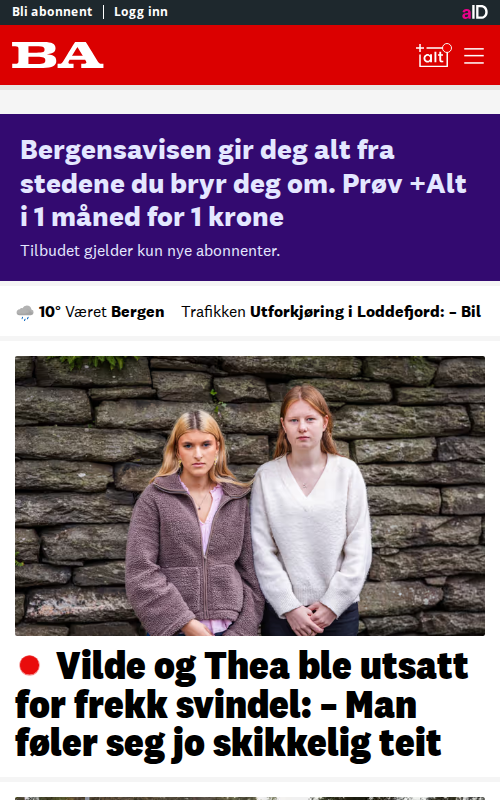 Bli abonnent | Logg inn
aID
BA
+alt
Bergensavisen gir deg alt fra
stedene du bryr deg om. Prøv +Alt
i 1 måned for 1 krone
Tilbudet gjelder kun nye abonnenter.
10° Været Bergen Trafikken Utforkjøring i Loddefjord: – Bil
Vilde og Thea ble utsatt
for frekk svindel: – Man
føler seg jo skikkelig teit